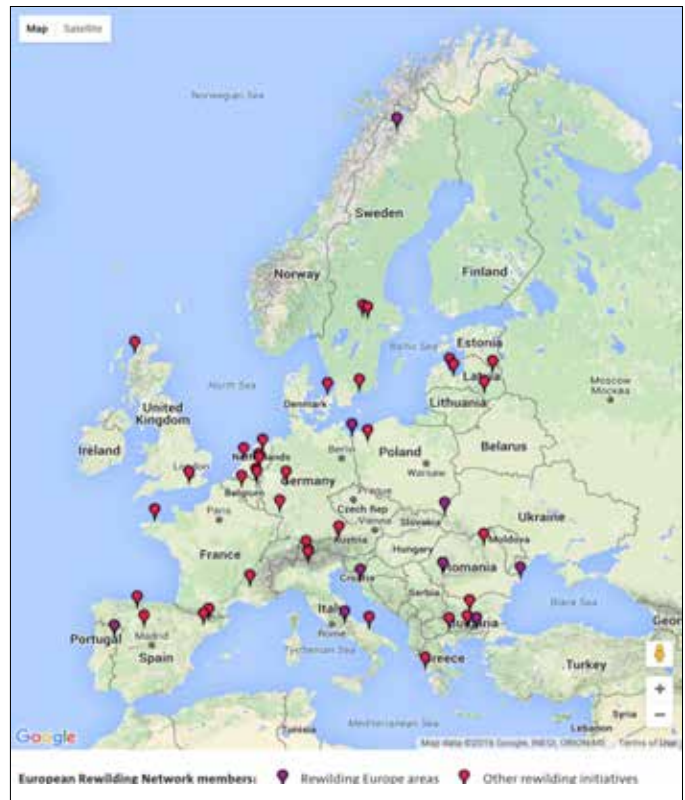 Map Satellite
Norwegian Sea
Sweden
Finland
Norway
Estonia
Baltic Sea
Moscow
Москва
North Sea
Denmark
Lithuania
United
Kingdom
Ireland
Belarus
Berlin
Poland
London
Germany
Warsaw
Belgium
Prague
Czech Rep
Ukraine
Paris
Vienna
Slovakia
Austria
Moldova
France
Hungary
Romania
Croatia
Serbia
Black Sea
Italy
Rome
Portugal
Madrid
Spain
Tyrrhenian Sea
Greece
Turkey
Syria
Tunisia
Mediterranean Sea
Lebanon
Google
Map data ©2016 Google, INEGI, ORION-ME Terms of Use
European Rewilding Network members: Rewilding Europe areas Other rewilding initiatives